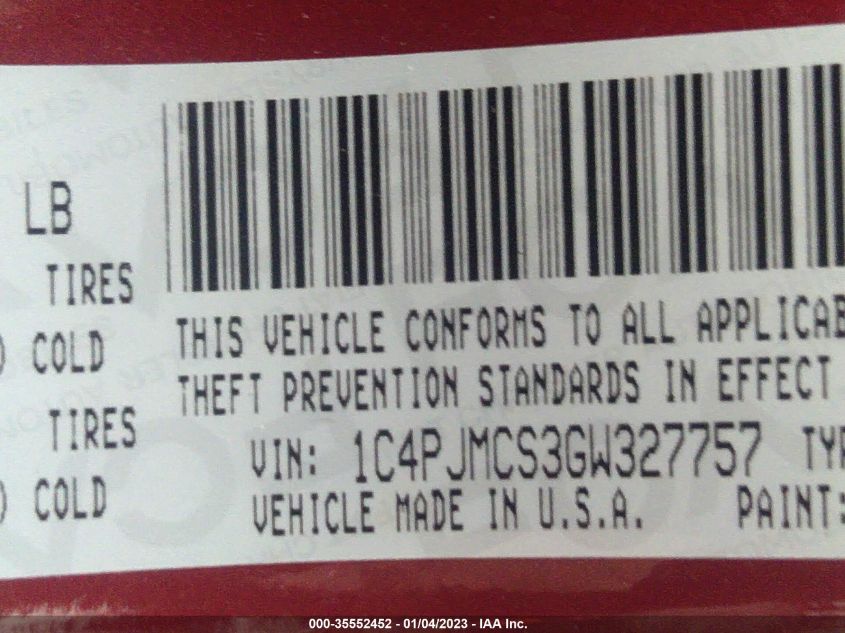 LB
TIRES
COLD
TIRES
COLD
THIS VEHICLE CONFORMS TO ALL APPLICAB
THEFT PREVENTION STANDARDS IN EFFECT
VIN: 1C4PJMCS3GW327757 TYP
VEHICLE MADE IN U.S.A. PAINT:
000-35552452 - 01/04/2023 - IAA Inc.